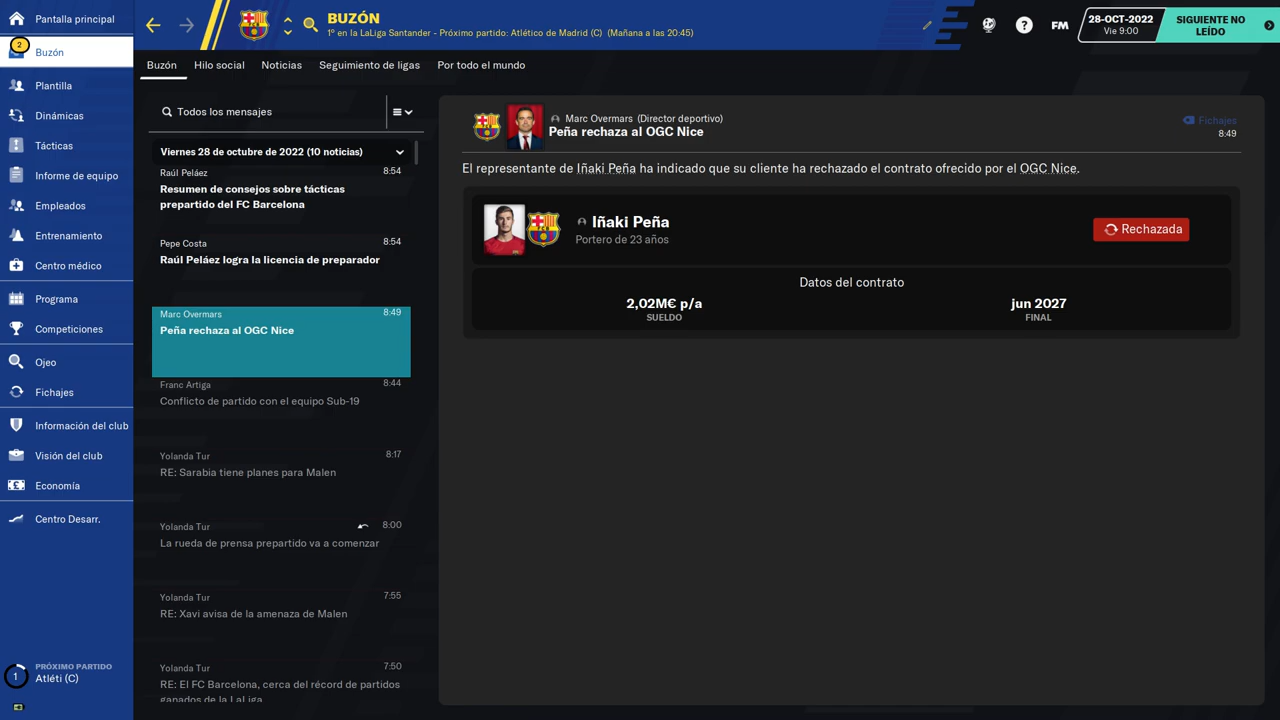 Pantalla principal
2
Buzón
Plantilla
Dinámicas
Tácticas
Informe de equipo
Empleados
Entrenamiento
Centro médico
Programa
Competiciones
Ojeo
Fichajes
Información del club
Visión del club
Economía
Centro Desarr.
PRÓXIMO PARTIDO
1
Atléti (C)
BUZÓN
1º en la LaLiga Santander - Próximo partido: Atlético de Madrid (C) (Mañana a las 20:45)
?
FM
28-OCT-2022
Vie 9:00
SIGUIENTE NO
LEÍDO
Buzón
Hilo social
Noticias
Seguimiento de ligas
Por todo el mundo
Todos los mensajes
Viernes 28 de octubre de 2022 (10 noticias)
Raúl Peláez 8:54
Resumen de consejos sobre tácticas
prepartido del FC Barcelona
Pepe Costa 8:54
Raúl Peláez logra la licencia de preparador
Marc Overmars 8:49
Peña rechaza al OGC Nice
Franc Artiga 8:44
Conflicto de partido con el equipo Sub-19
Yolanda Tur 8:17
RE: Sarabia tiene planes para Malen
Yolanda Tur 8:00
La rueda de prensa prepartido va a comenzar
Yolanda Tur 7:55
RE: Xavi avisa de la amenaza de Malen
Yolanda Tur 7:50
RE: El FC Barcelona, cerca del récord de partidos
ganados de la LaLiga
Marc Overmars (Director deportivo)
Peña rechaza al OGC Nice
Fichajes
8:49
El representante de Iñaki Peña ha indicado que su cliente ha rechazado el contrato ofrecido por el OGC Nice.
Iñaki Peña
Portero de 23 años
Rechazada
Datos del contrato
2,02M€ p/a
SUELDO
jun 2027
FINAL